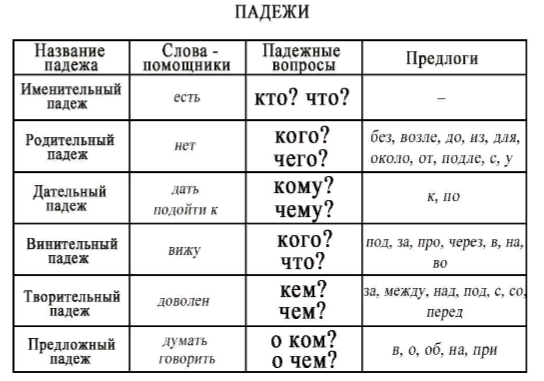 ПАДЕЖИ
Название падежа
Слова - помощники
Падежные вопросы
Предлоги
Именительный падеж
есть
кто? что?
–
Родительный падеж
нет
кого?
чего?
без, возле, до, из, для,
около, от, подле, с, у
Дательный падеж
дать
подойти к
кому?
чему?
к, по
Винительный падеж
вижу
кого?
что?
под, за, про, через, в, на,
во
Творительный падеж
доволен
кем?
чем?
за, между, над, под, с, со,
перед
Предложный падеж
думать
говорить
о ком?
о чем?
в, о, об, на, при